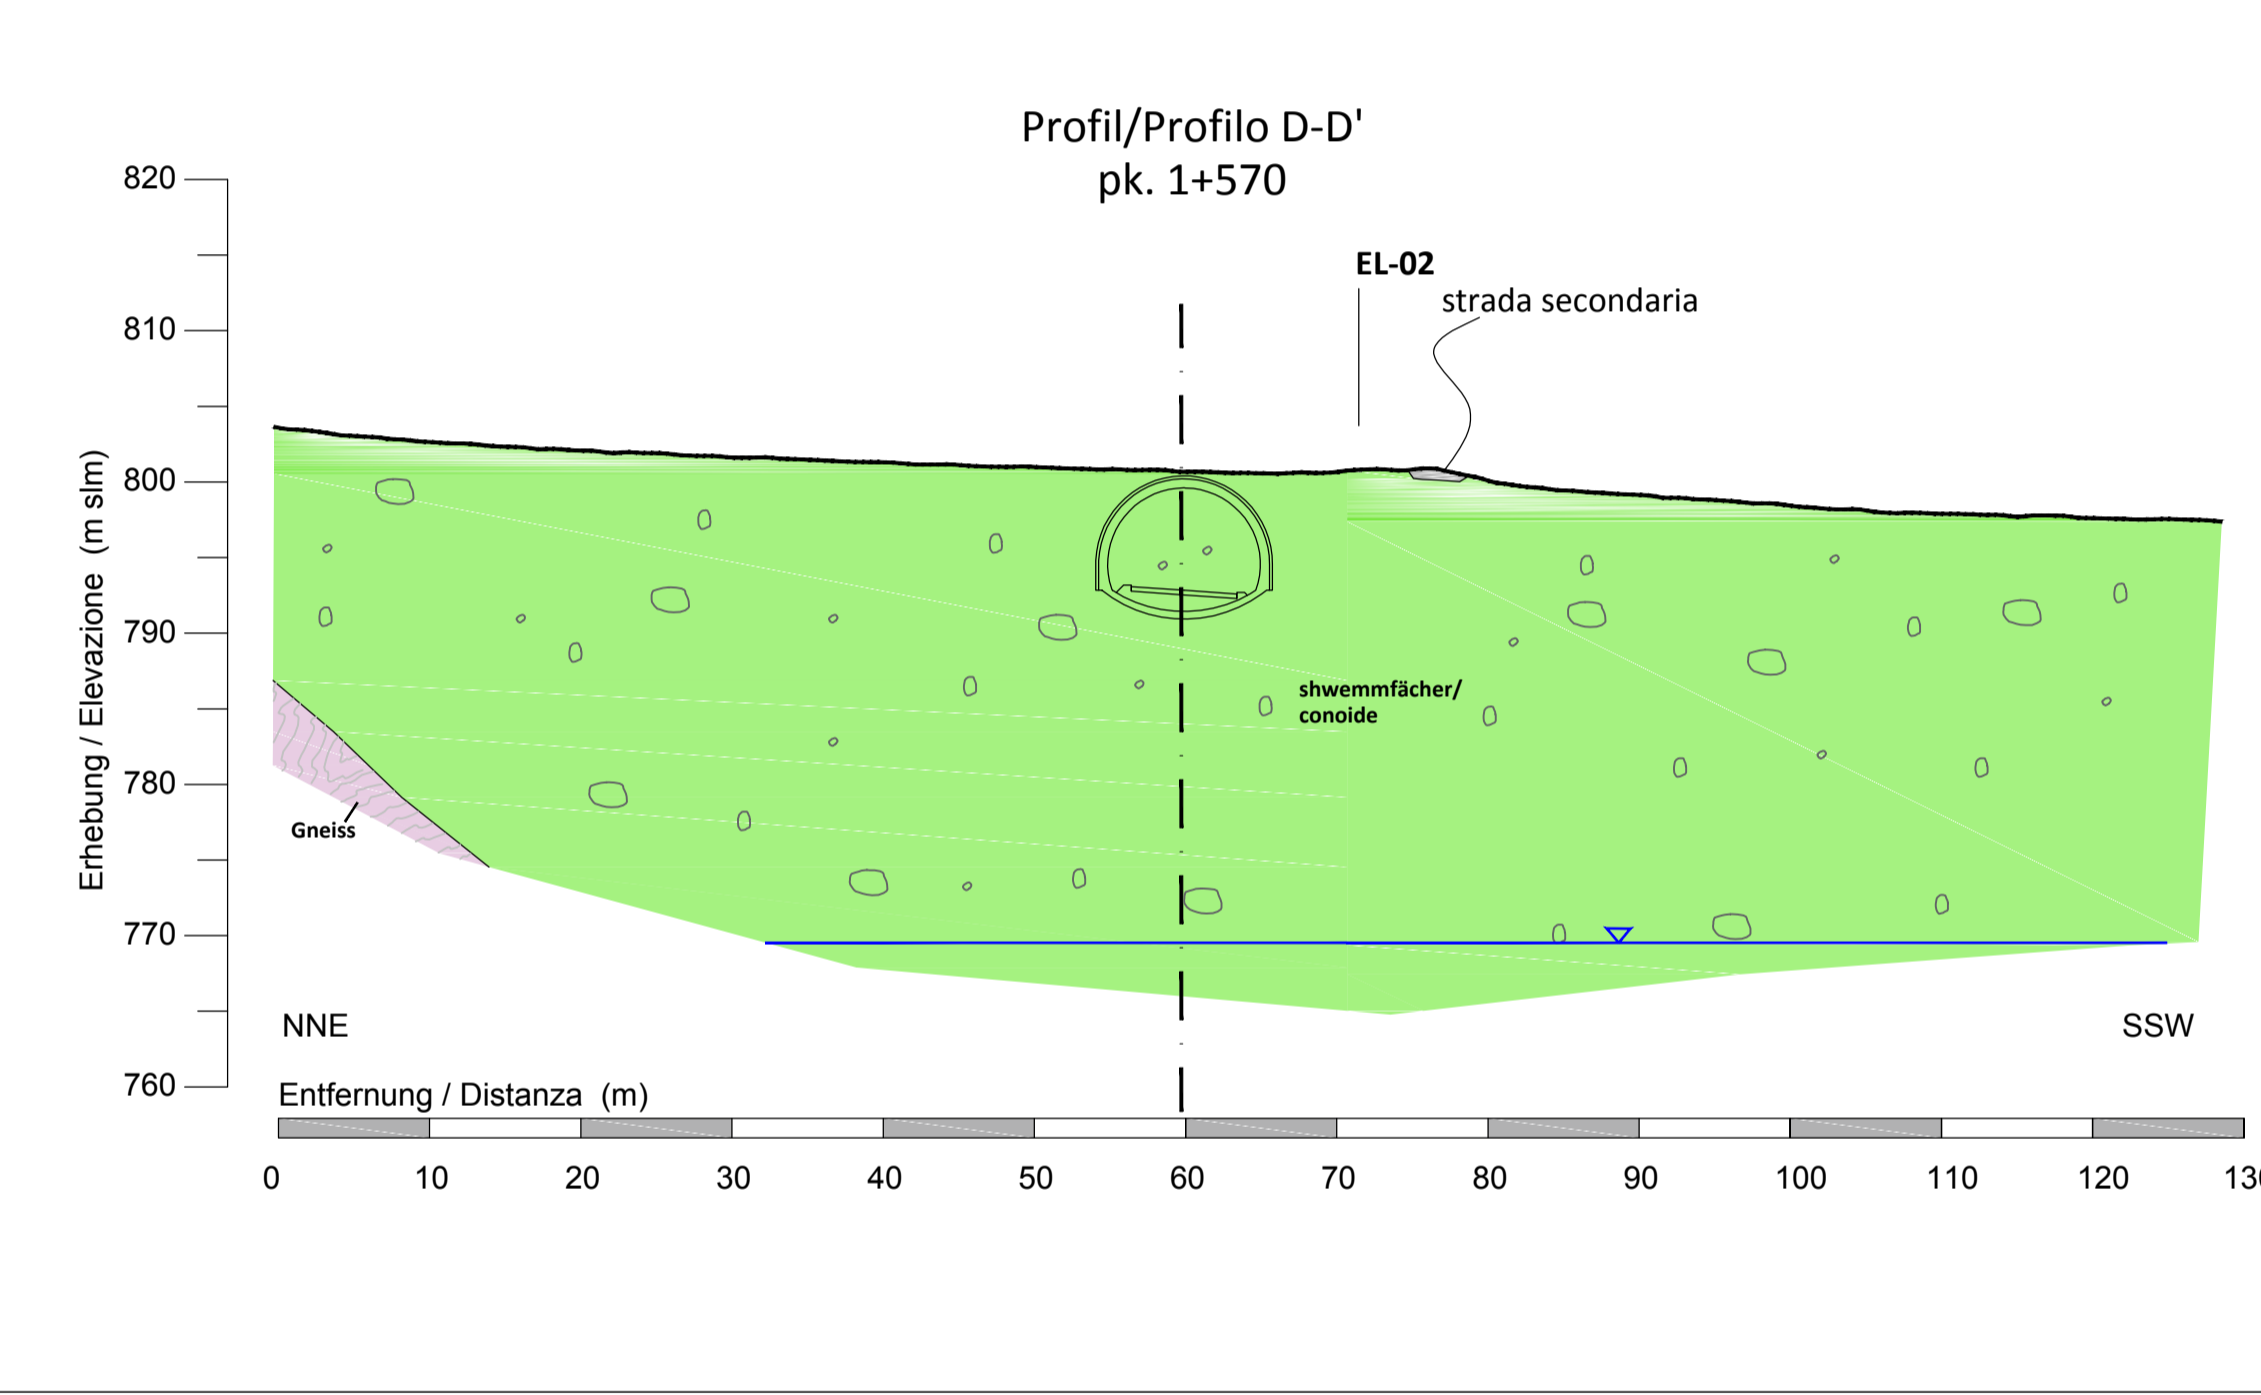 Profil/Profilo D-D'
pk. 1+570
EL-02
strada secondaria
820
810
800
790
780
770
760
Erhebung / Elevazione (m slm)
shwemmfächer/
conoide
Gneiss
NNE
SSW
Entfernung / Distanza (m)
0 10 20 30 40 50 60 70 80 90 100 110 120